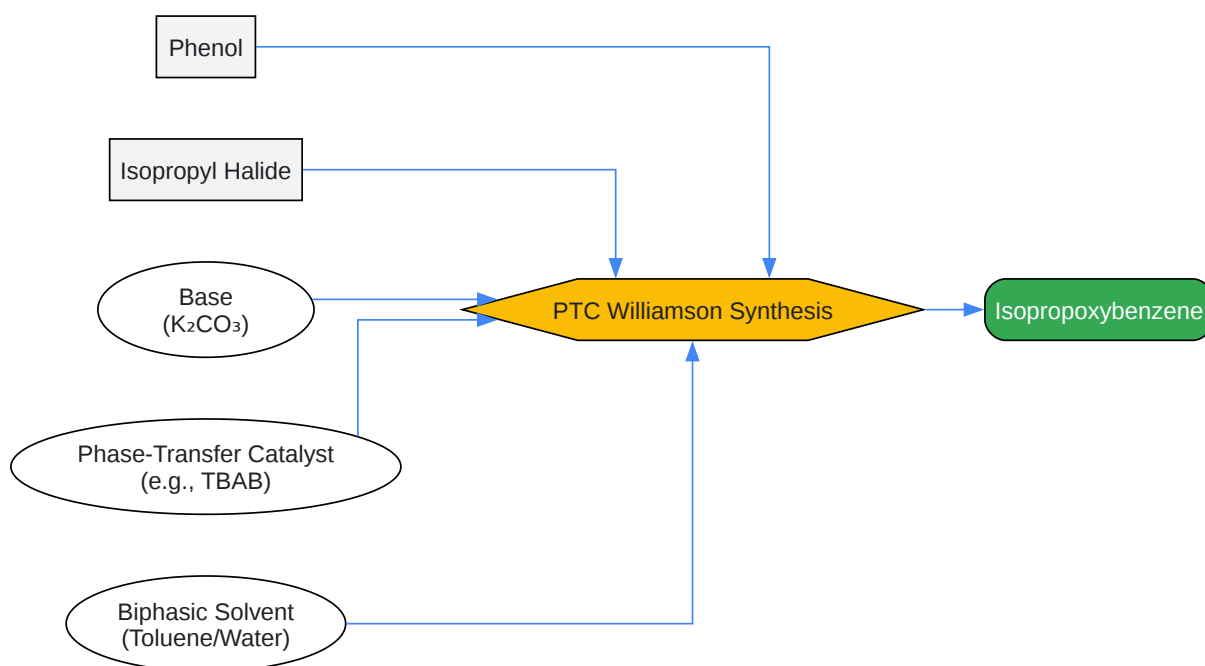 Phenol
Isopropyl Halide
Base
(K₂CO₃)
PTC Williamson Synthesis
Isopropoxybenzene
Phase-Transfer Catalyst
(e.g., TBAB)
Biphasic Solvent
(Toluene/Water)